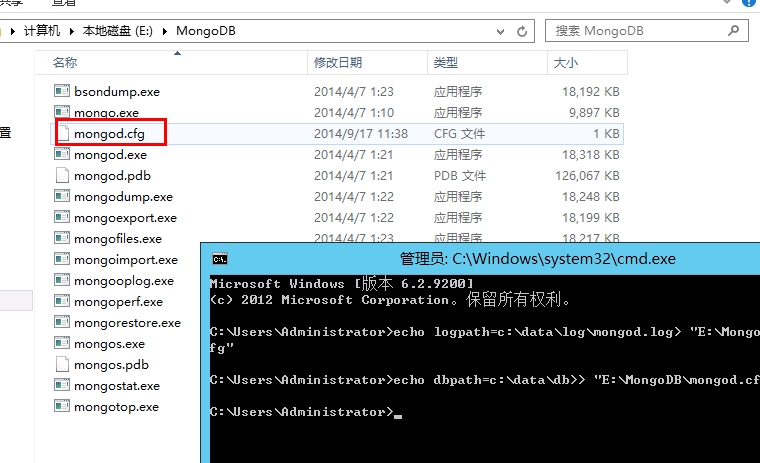 共享 查看
计算机 本地磁盘 (E:) MongoDB
搜索 MongoDB
名称 修改日期 类型 大小
bsondump.exe 2014/4/7 1:23 应用程序 18,192 KB
mongo.exe 2014/4/7 1:10 应用程序 9,897 KB
置
mongod.cfg 2014/9/17 11:38 CFG 文件 1 KB
mongod.exe 2014/4/7 1:21 应用程序 18,318 KB
mongod.pdb 2014/4/7 1:21 PDB 文件 126,067 KB
mongodump.exe 2014/4/7 1:22 应用程序 18,248 KB
mongoexport.exe 2014/4/7 1:22 应用程序 18,199 KB
mongofiles.exe 2014/4/7 1:23 应用程序 18,217 KB
mongoimport.exe
mongooplog.exe
mongoperf.exe
mongorestore.exe
mongos.exe
mongos.pdb
mongostat.exe
mongotop.exe
管理员: C:\Windows\system32\cmd.exe
Microsoft Windows [版本 6.2.9200]
(c) 2012 Microsoft Corporation。保留所有权利。
C:\Users\Administrator>echo logpath=c:\data\log\mongod.log> "E:\Mongo
fg"
C:\Users\Administrator>echo dbpath=c:\data\db>> "E:\MongoDB\mongod.cf
C:\Users\Administrator>_